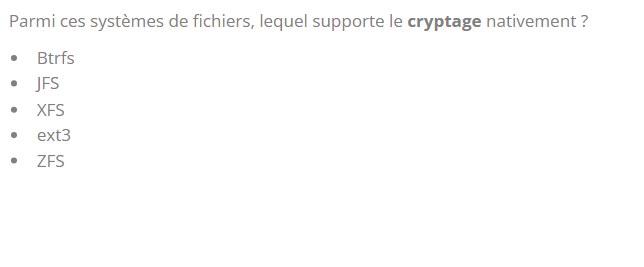 Parmi ces systèmes de fichiers, lequel supporte le cryptage nativement ?
Btrfs
JFS
XFS
ext3
ZFS